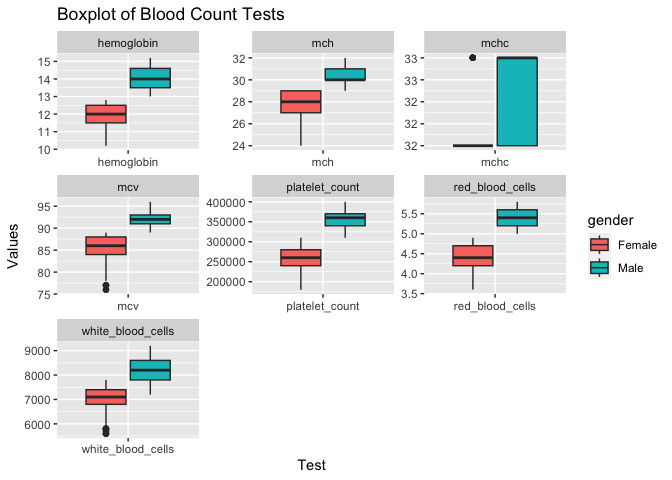 Boxplot of Blood Count Tests
hemoglobin
mch
mchc
15
14
13
12
11
10
32
30
28
26
24
33
33
32
32
32
hemoglobin
mch
mchc
mcv
platelet_count
red_blood_cells
95
90
85
80
75
400000
350000
300000
250000
200000
5.5
5.0
4.5
4.0
3.5
mcv
platelet_count
red_blood_cells
white_blood_cells
9000
8000
7000
6000
white_blood_cells
Values
Test
gender
Female
Male